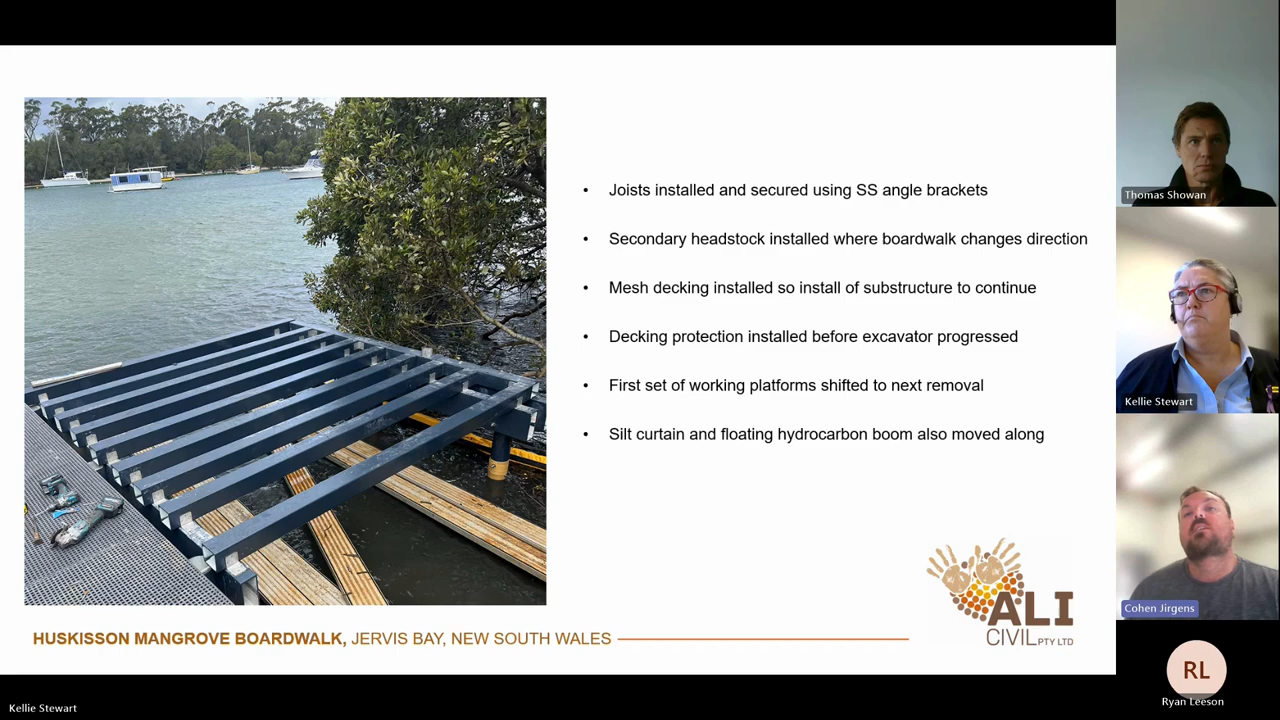 • Joists installed and secured using SS angle brackets
• Secondary headstock installed where boardwalk changes direction
• Mesh decking installed so install of substructure to continue
• Decking protection installed before excavator progressed
• First set of working platforms shifted to next removal
• Silt curtain and floating hydrocarbon boom also moved along
ALI
CIVIL PTY LTD
HUSKISSON MANGROVE BOARDWALK, JERVIS BAY, NEW SOUTH WALES
Thomas Showan
Kellie Stewart
Cohen Jirgens
RL
Ryan Leeson
Kellie Stewart